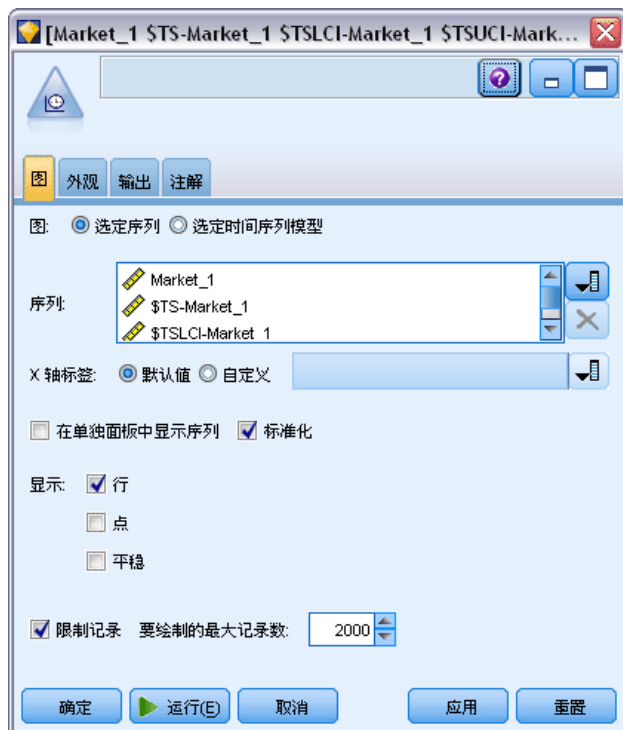 [Market_1 $TS-Market_1 $TSLCI-Market_1 $TSUCI-Mark...
图 外观 输出 注解
图: 选定序列 选定时间序列模型
序列:
Market_1
$TS-Market_1
$TSLCI-Market_1
X 轴标签: 默认值 自定义
在单独面板中显示序列 标准化
显示: 行
点
平稳
限制记录 要绘制的最大记录数: 2000
确定 运行(E) 取消 应用 重置